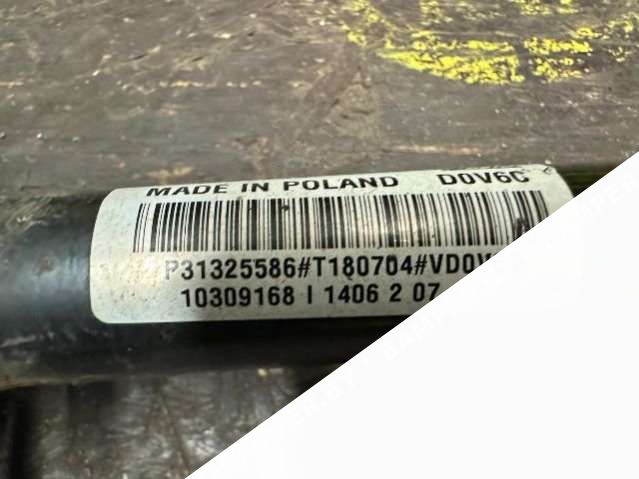 MADE IN POLAND D0V6C
P31325586#T180704#VD0V
10309168 I 1406 2 07